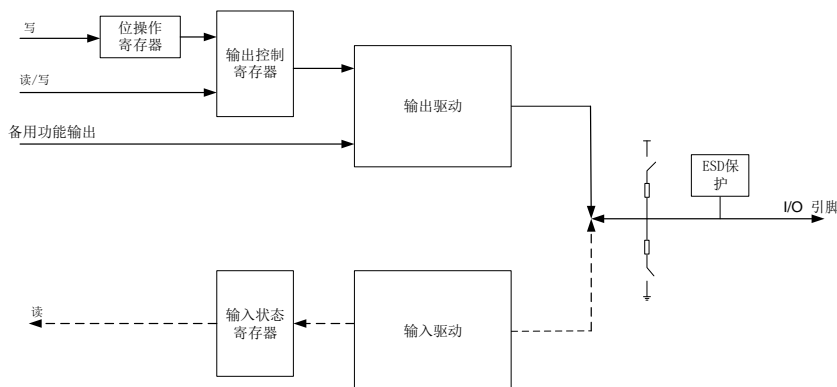 写
位操作
寄存器
输出控制
寄存器
读/写
输出驱动
备用功能输出
ESD保
护
I/O 引脚
读
输入状态
寄存器
输入驱动